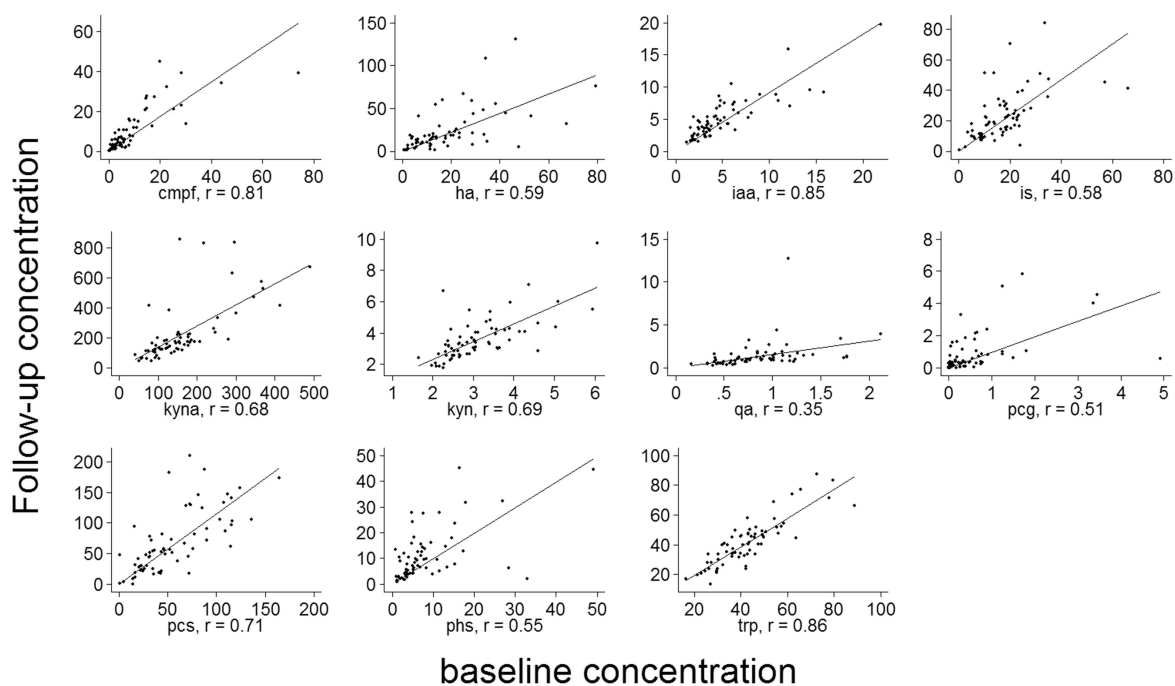 60
40
20
0
0 20 40 60 80
cmpf, r = 0.81
150
100
50
0
0 20 40 60 80
ha, r = 0.59
20
15
10
5
0
0 5 10 15 20
iaa, r = 0.85
80
60
40
20
0
0 20 40 60 80
is, r = 0.58
800
600
400
200
0
0 100 200 300 400 500
kyna, r = 0.68
10
8
6
4
2
1 2 3 4 5 6
kyn, r = 0.69
15
10
5
0
0 .5 1 1.5 2
qa, r = 0.35
8
6
4
2
0
0 1 2 3 4 5
pcg, r = 0.51
200
150
100
50
0
0 50 100 150 200
pcs, r = 0.71
50
40
30
20
10
0
0 10 20 30 40 50
phs, r = 0.55
100
80
60
40
20
20 40 60 80 100
trp, r = 0.86
Follow-up concentration
baseline concentration